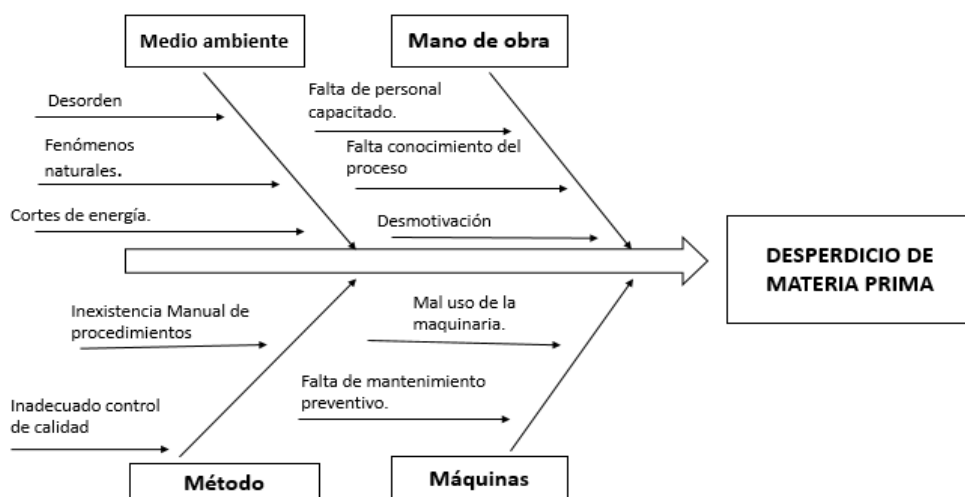 Medio ambiente
Mano de obra
Desorden
Fenómenos
naturales.
Cortes de energía.
Falta de personal
capacitado.
Falta conocimiento del
proceso
Desmotivación
DESPERDICIO DE
MATERIA PRIMA
Inexistencia Manual de
procedimientos
Inadecuado control
de calidad
Mal uso de la
maquinaria.
Falta de mantenimiento
preventivo.
Método
Máquinas